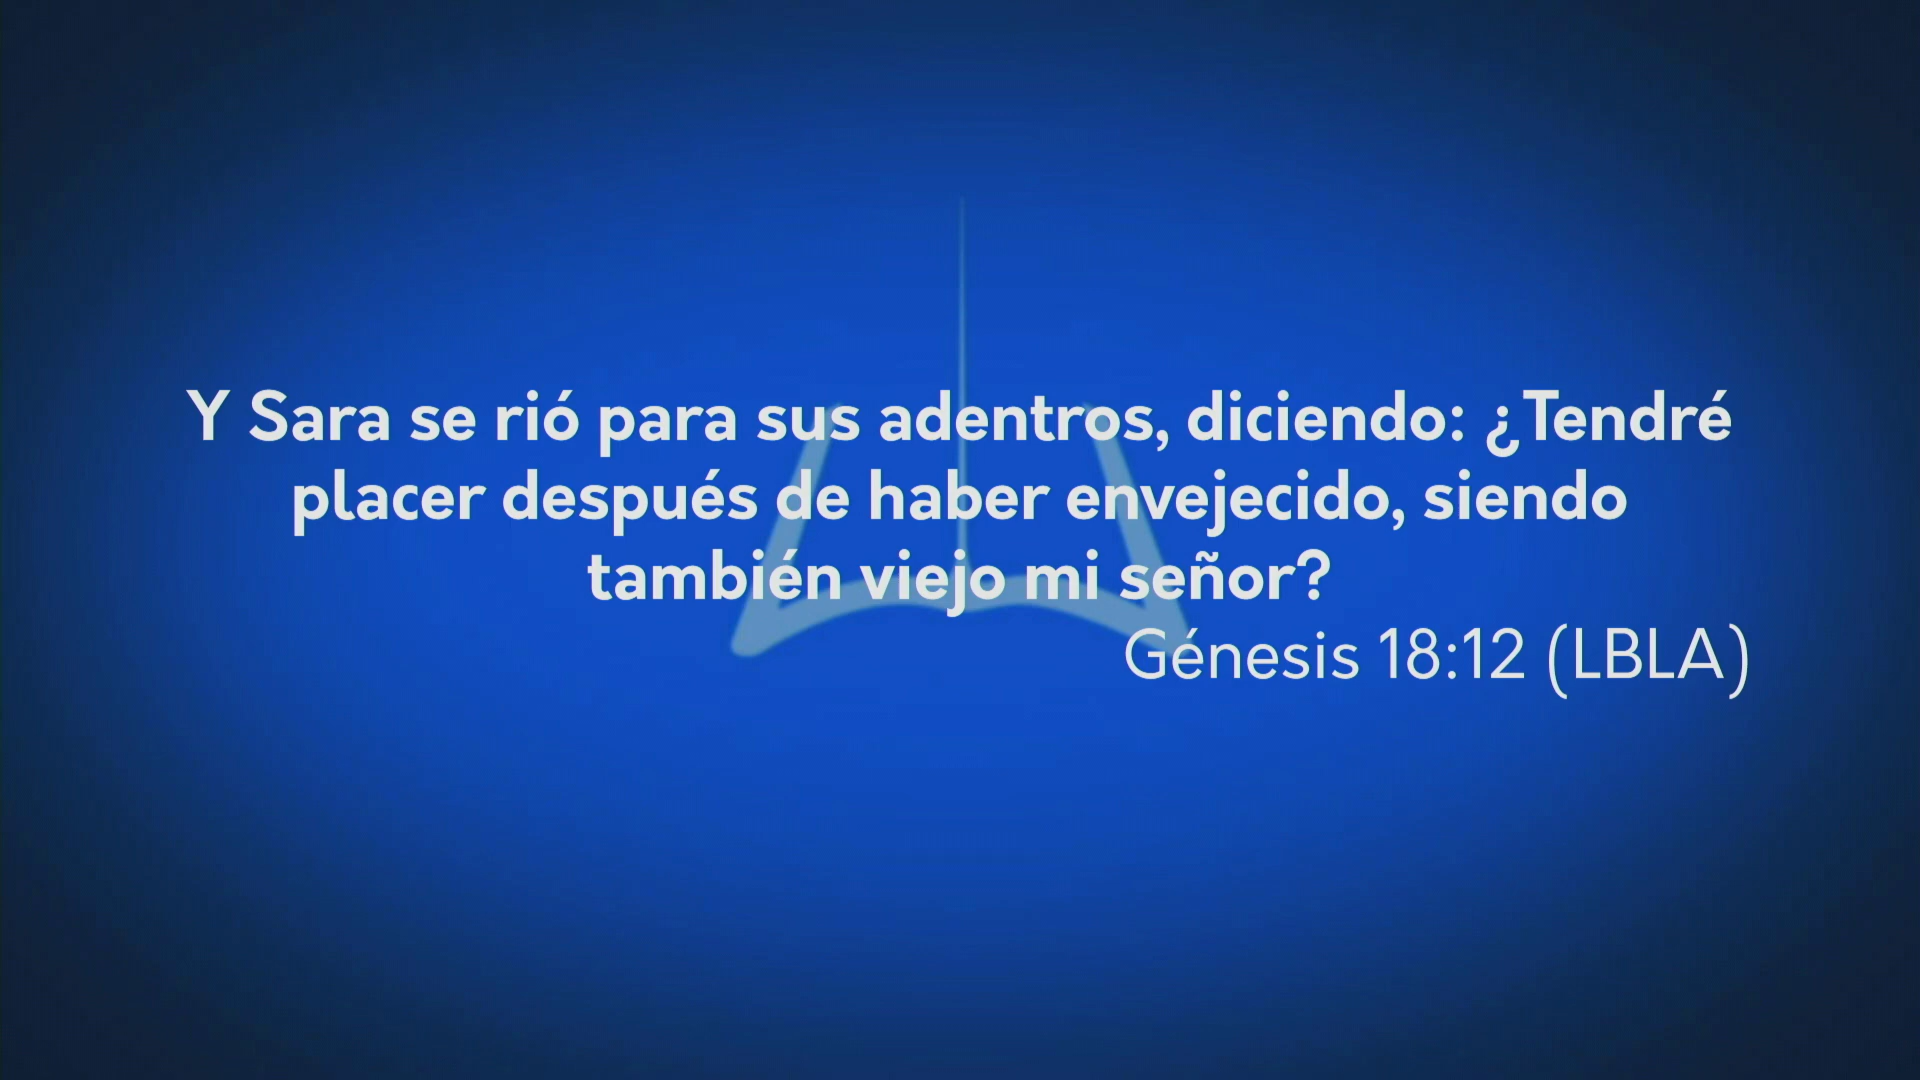 Y Sara se rió para sus adentros, diciendo: ¿Tendré
placer después de haber envejecido, siendo
también viejo mi señor?
Génesis 18:12 (LBLA)